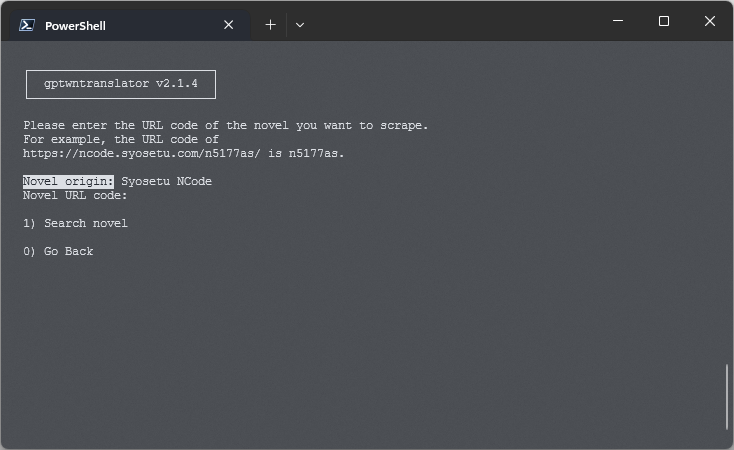 PowerShell
gptwntranslator v2.1.4
Please enter the URL code of the novel you want to scrape.
For example, the URL code of
https://ncode.syosetu.com/n5177as/ is n5177as.
Novel origin: Syosetu NCode
Novel URL code:
1) Search novel
0) Go Back